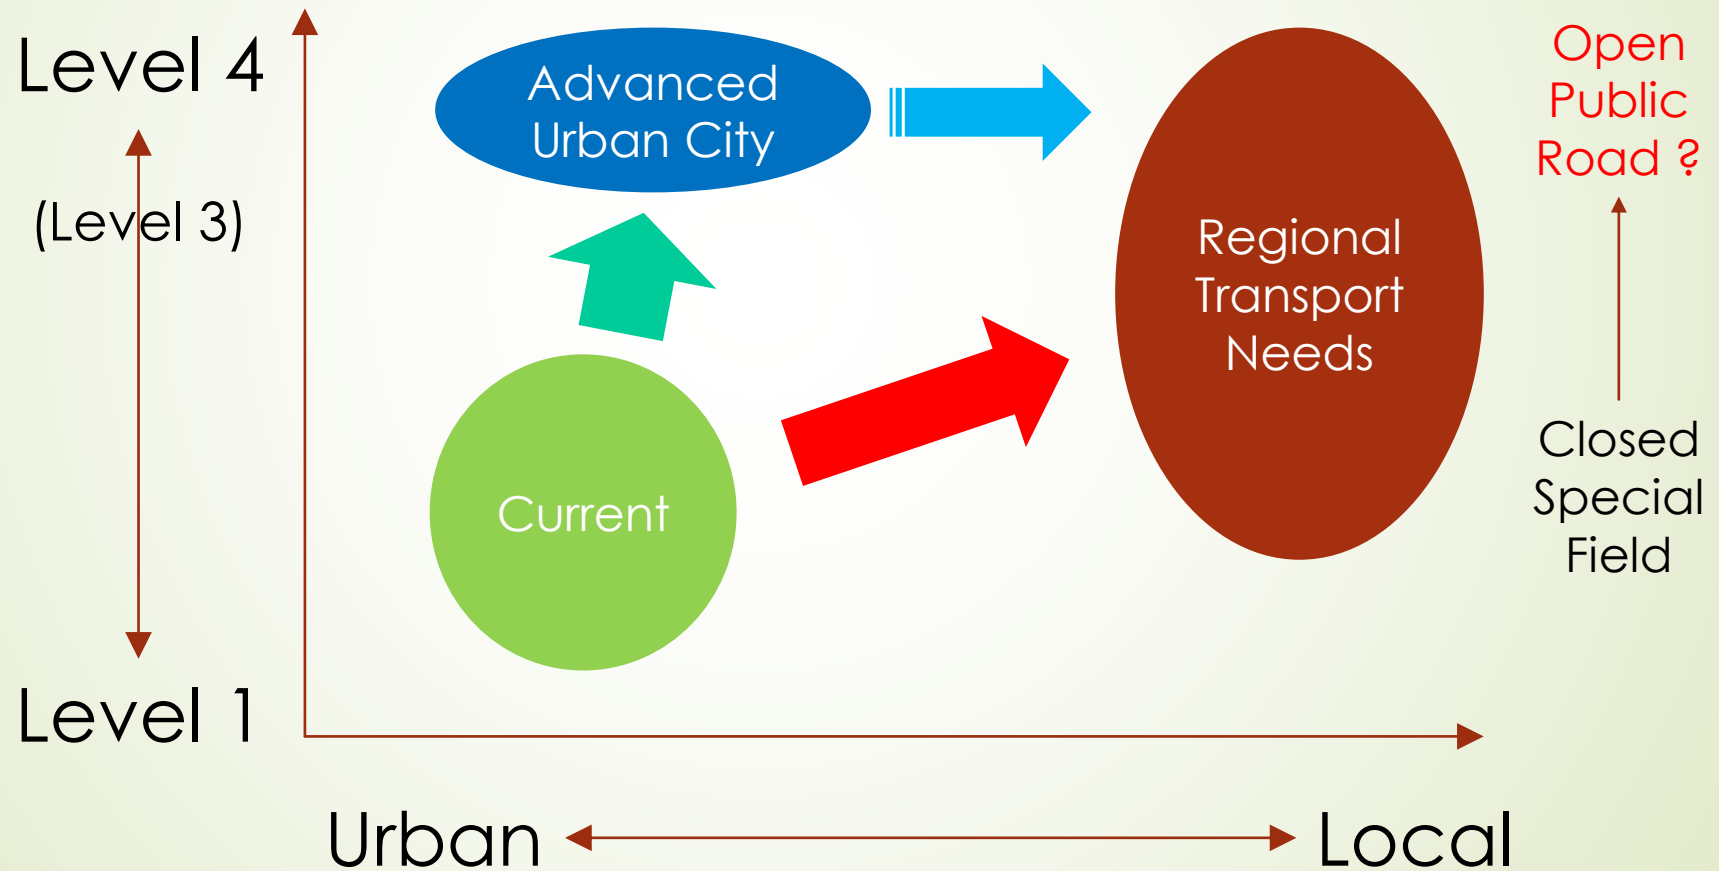 Level 4
(Level 3)
Level 1
Advanced
Urban City
Current
Regional
Transport
Needs
Open
Public
Road ?
Closed
Special
Field
Urban
Local